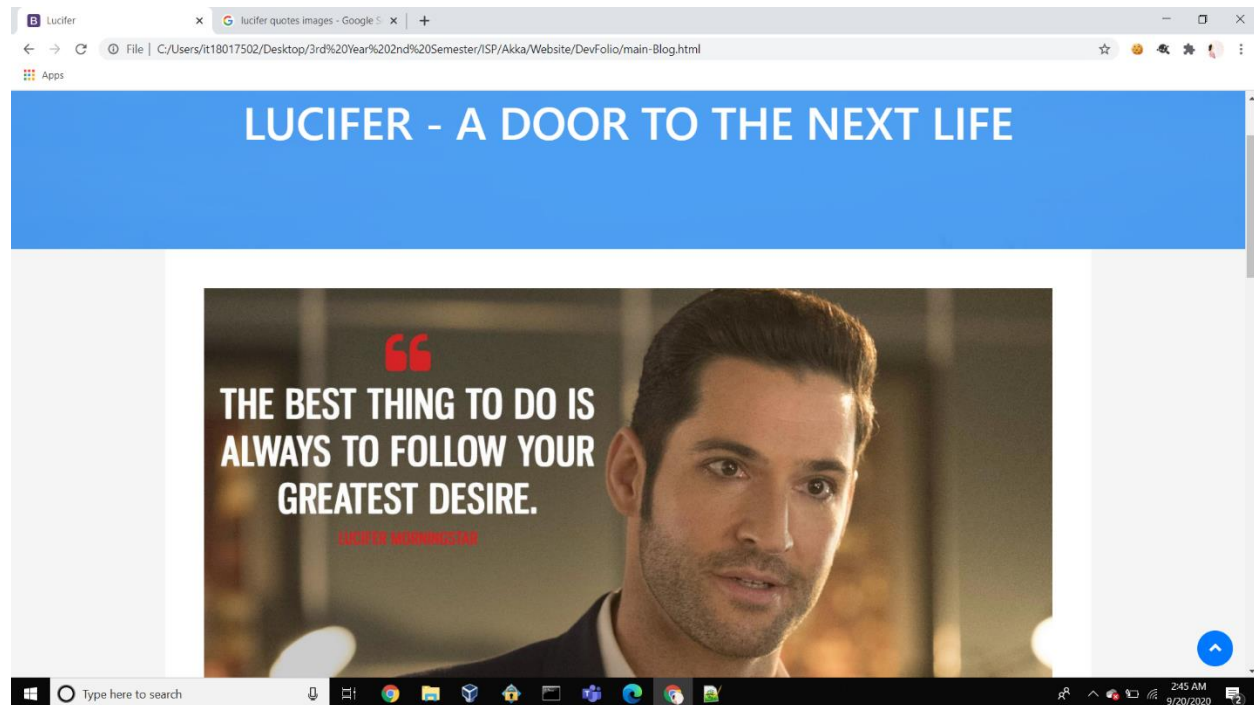 Lucifer
lucifer quotes images - Google S
File | C:/Users/it18017502/Desktop/3rd%20Year%202nd%20Semester/ISP/Akka/Website/DevFolio/main-Blog.html
Apps
LUCIFER - A DOOR TO THE NEXT LIFE
THE BEST THING TO DO IS
ALWAYS TO FOLLOW YOUR
GREATEST DESIRE.
LUCIFER MORNINGSTAR
Type here to search
2:45 AM
9/20/2020
2